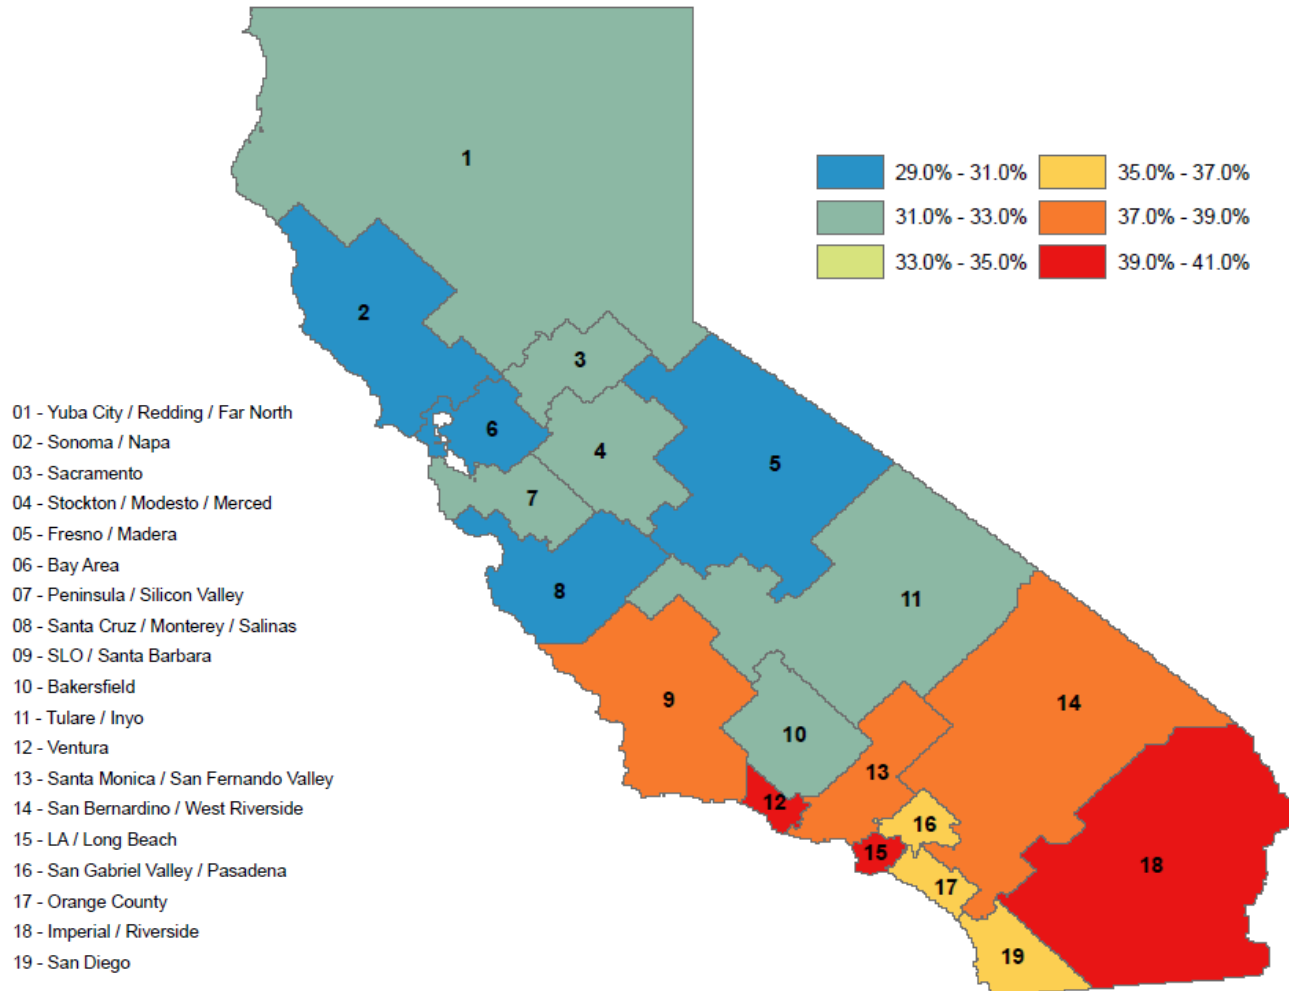 1
29.0% - 31.0%
35.0% - 37.0%
31.0% - 33.0%
37.0% - 39.0%
33.0% - 35.0%
39.0% - 41.0%
2
3
6
4
5
7
8
11
9
14
10
13
12
16
15
18
17
19
01 - Yuba City / Redding / Far North
02 - Sonoma / Napa
03 - Sacramento
04 - Stockton / Modesto / Merced
05 - Fresno / Madera
06 - Bay Area
07 - Peninsula / Silicon Valley
08 - Santa Cruz / Monterey / Salinas
09 - SLO / Santa Barbara
10 - Bakersfield
11 - Tulare / Inyo
12 - Ventura
13 - Santa Monica / San Fernando Valley
14 - San Bernardino / West Riverside
15 - LA / Long Beach
16 - San Gabriel Valley / Pasadena
17 - Orange County
18 - Imperial / Riverside
19 - San Diego